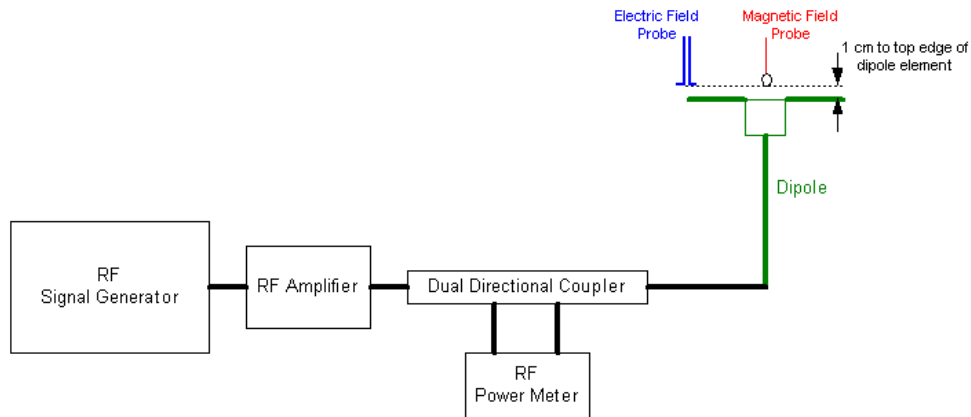 Electric Field
Probe
Magnetic Field
Probe
1 cm to top edge of
dipole element
Dipole
RF
Signal Generator
RF Amplifier
Dual Directional Coupler
RF
Power Meter